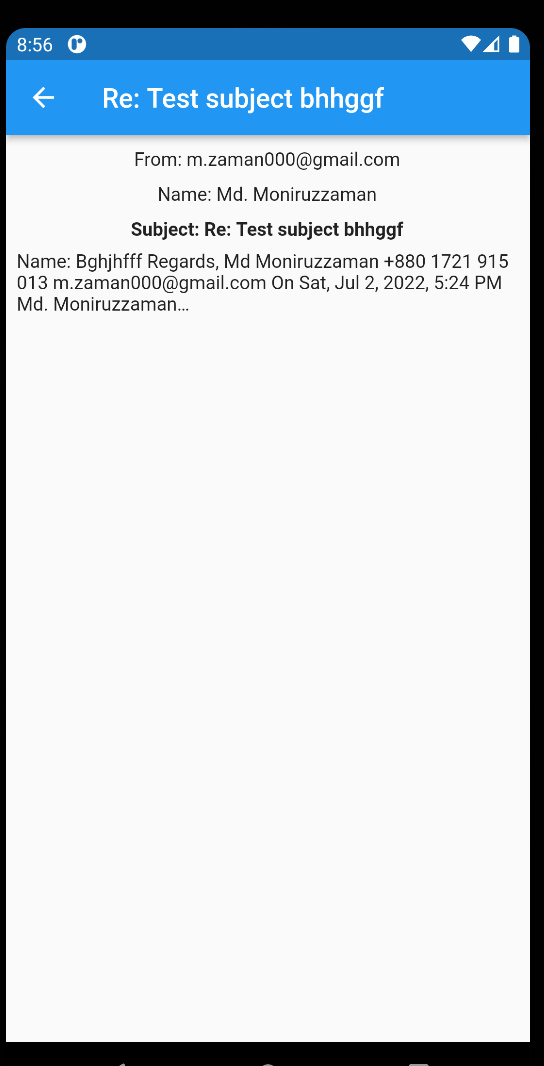 8:56
Re: Test subject bhhggf
From: m.zaman000@gmail.com
Name: Md. Moniruzzaman
Subject: Re: Test subject bhhggf
Name: Bghjhfff Regards, Md Moniruzzaman +880 1721 915
013 m.zaman000@gmail.com On Sat, Jul 2, 2022, 5:24 PM
Md. Moniruzzaman…